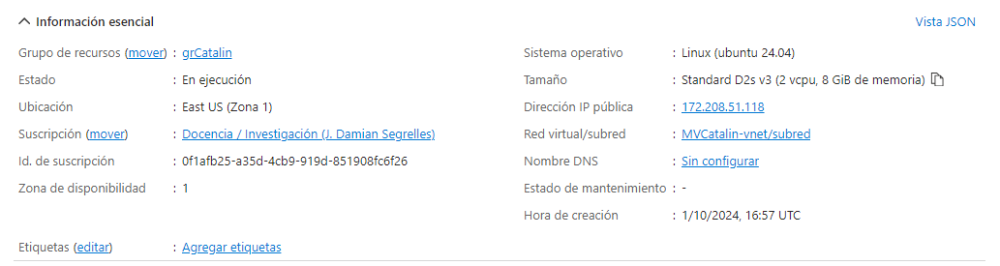 Información esencial
Vista JSON
Grupo de recursos (mover) : grCatalin
Estado : En ejecución
Ubicación : East US (Zona 1)
Suscripción (mover) : Docencia / Investigación (J. Damian Segrelles)
Id. de suscripción : 0f1afb25-a35d-4cb9-919d-851908fc6f26
Zona de disponibilidad : 1
Sistema operativo : Linux (ubuntu 24.04)
Tamaño : Standard D2s v3 (2 vcpu, 8 GiB de memoria)
Dirección IP pública : 172.208.51.118
Red virtual/subred : MVCatalin-vnet/subred
Nombre DNS : Sin configurar
Estado de mantenimiento : -
Hora de creación : 1/10/2024, 16:57 UTC
Etiquetas (editar) : Agregar etiquetas